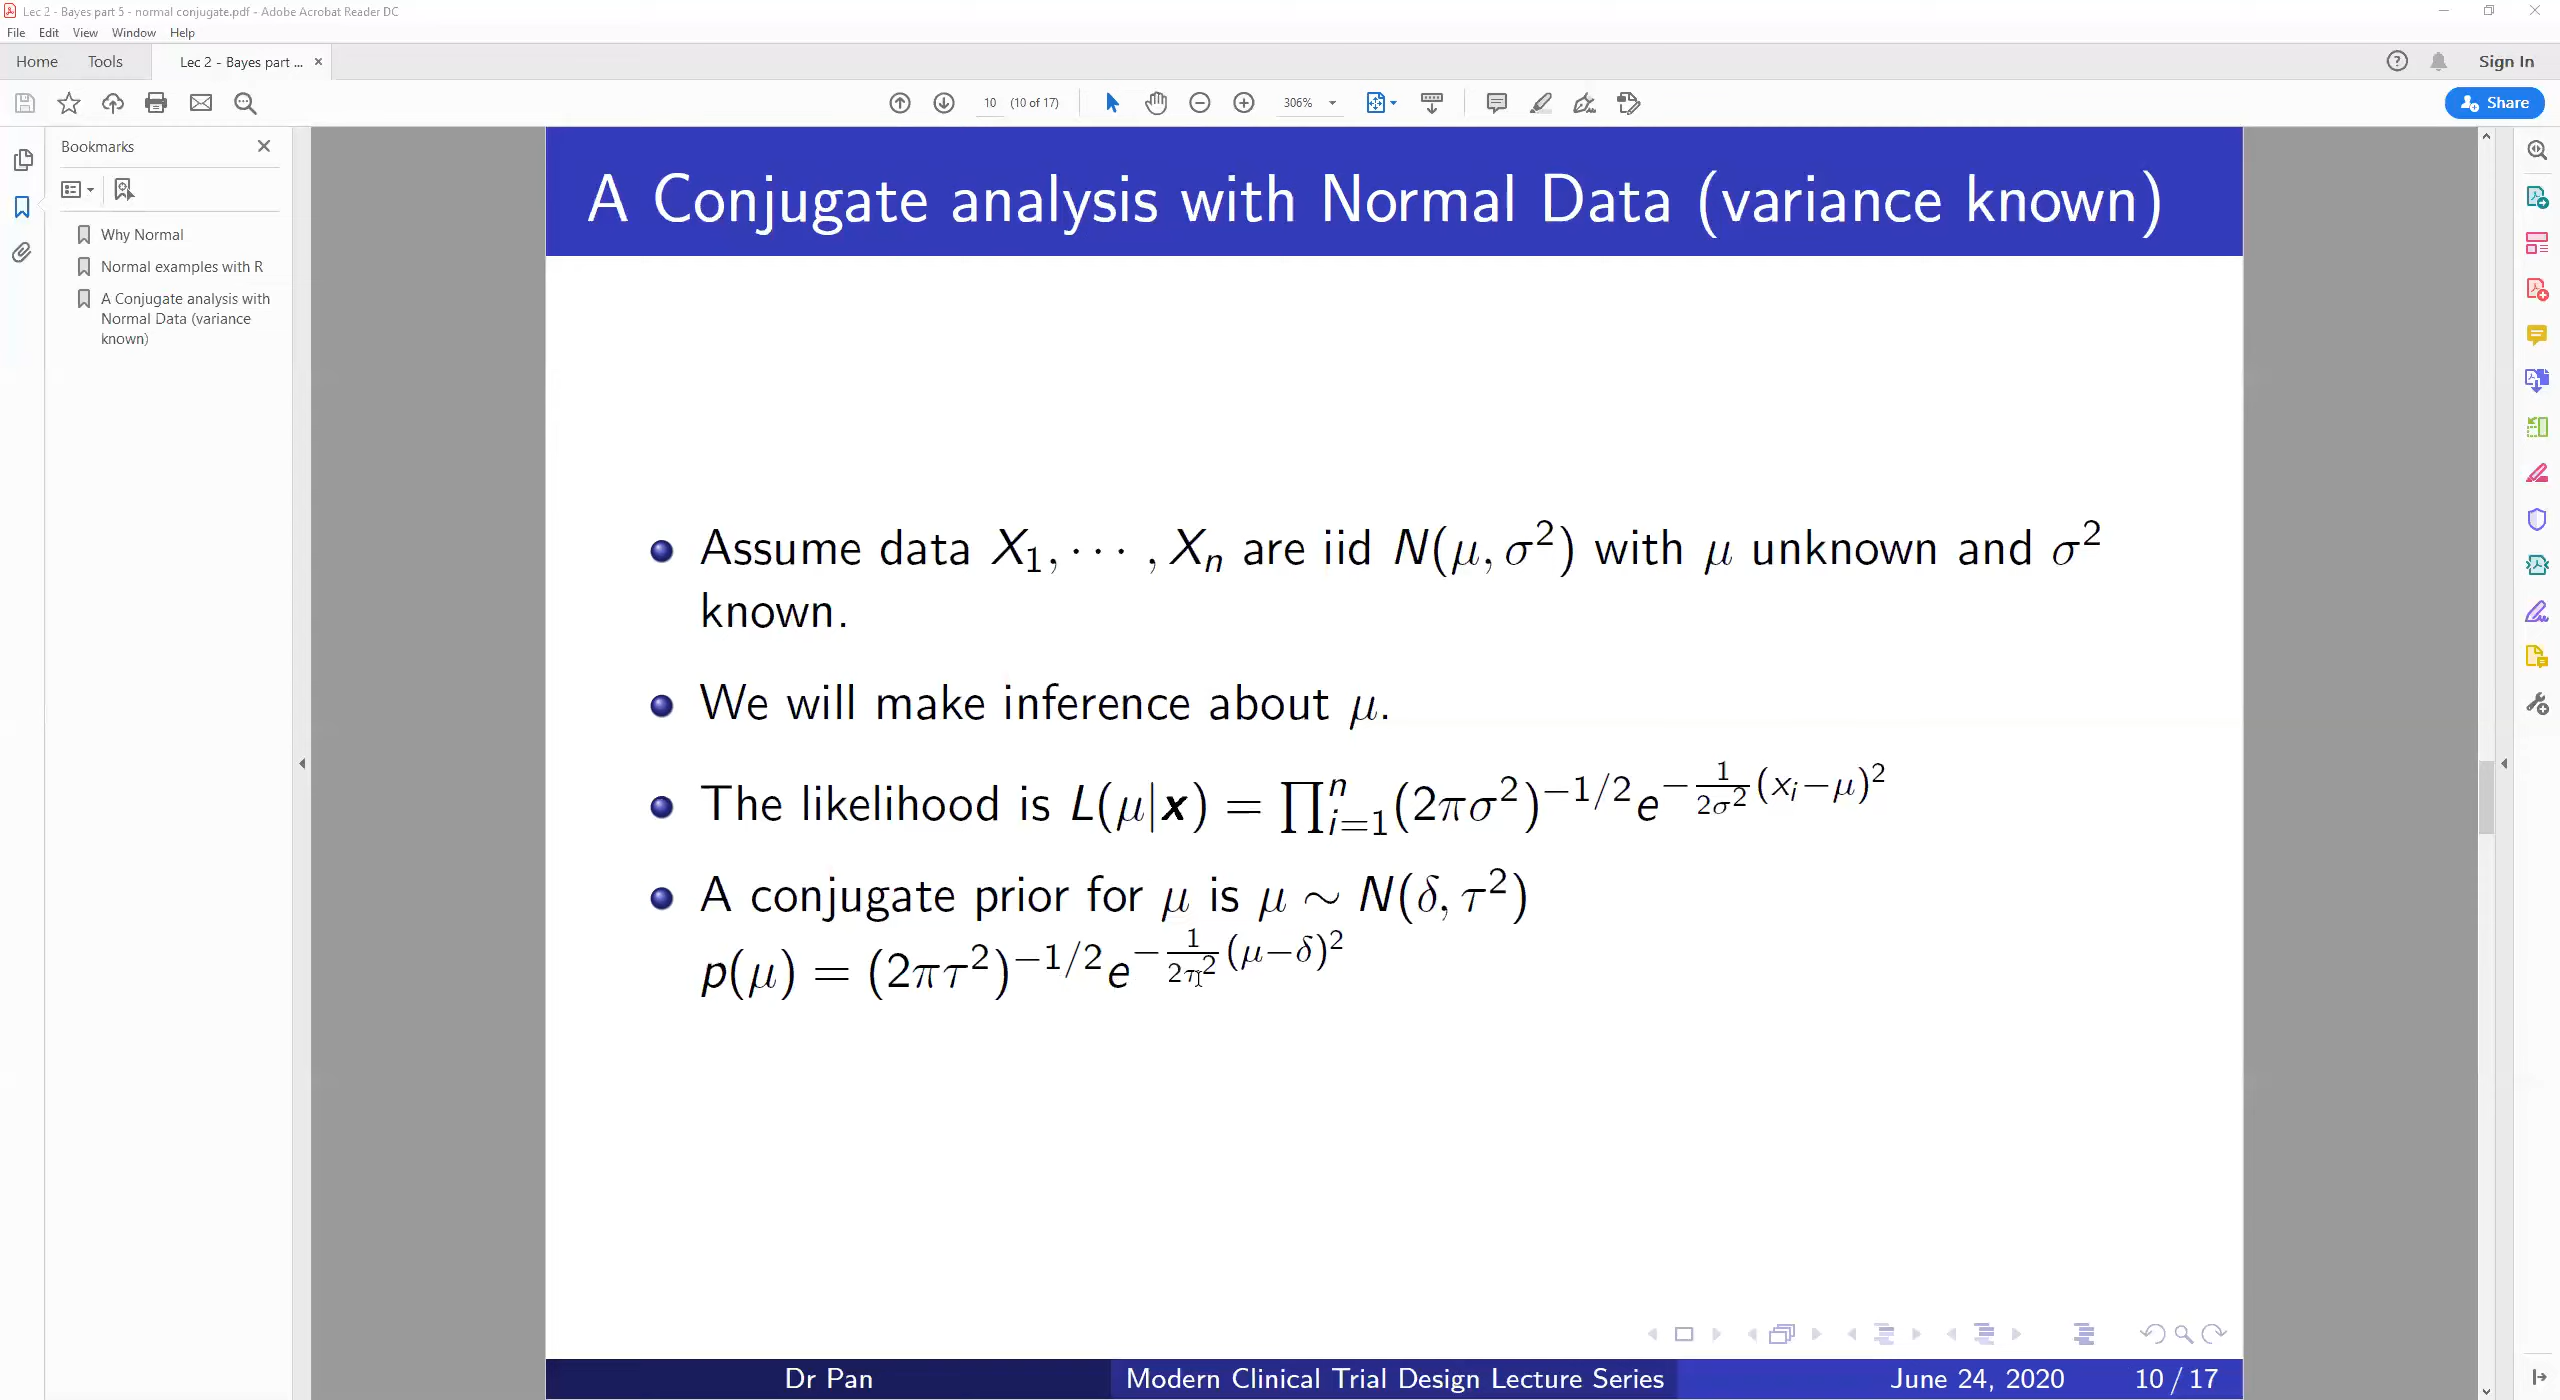 Lec 2 - Bayes part 5 - normal conjugate.pdf - Adobe Acrobat Reader DC
File Edit View Window Help
Home Tools Lec 2 - Bayes part ... × Sign In
10 (10 of 17) 306% Share
Bookmarks
Why Normal
Normal examples with R
A Conjugate analysis with
Normal Data (variance
known)
A Conjugate analysis with Normal Data (variance known)
Assume data X₁, ⋯ , Xₙ are iid N(μ, σ²) with μ unknown and σ²
known.
We will make inference about μ.
The likelihood is L(μ|x) = ∏ⁿᵢ₌₁(2πσ²)^{−1/2}e^{−\frac{1}{2σ²}(xᵢ−μ)²}
A conjugate prior for μ is μ ∼ N(δ, τ²)
p(μ) = (2πτ²)^{−1/2}e^{−\frac{1}{2τ²}(μ−δ)²}
Dr Pan Modern Clinical Trial Design Lecture Series June 24, 2020 10 / 17